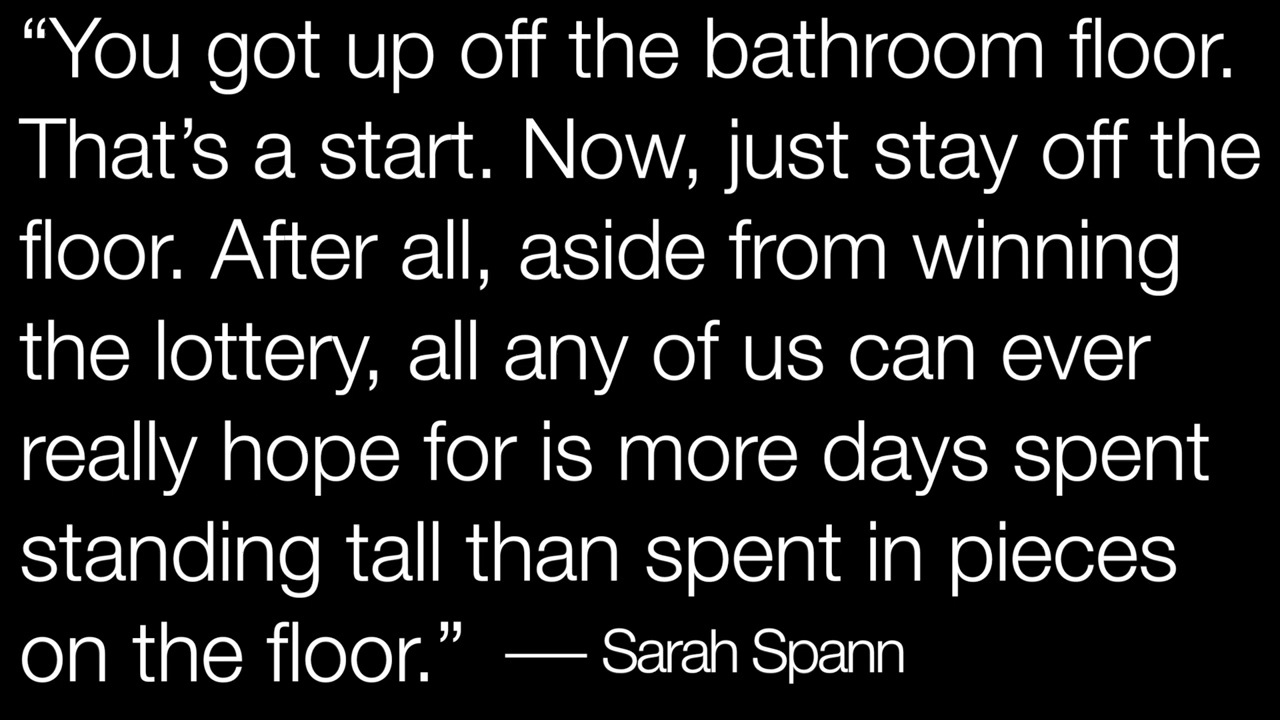 “You got up off the bathroom floor.
That’s a start. Now, just stay off the
floor. After all, aside from winning
the lottery, all any of us can ever
really hope for is more days spent
standing tall than spent in pieces
on the floor.” — Sarah Spann